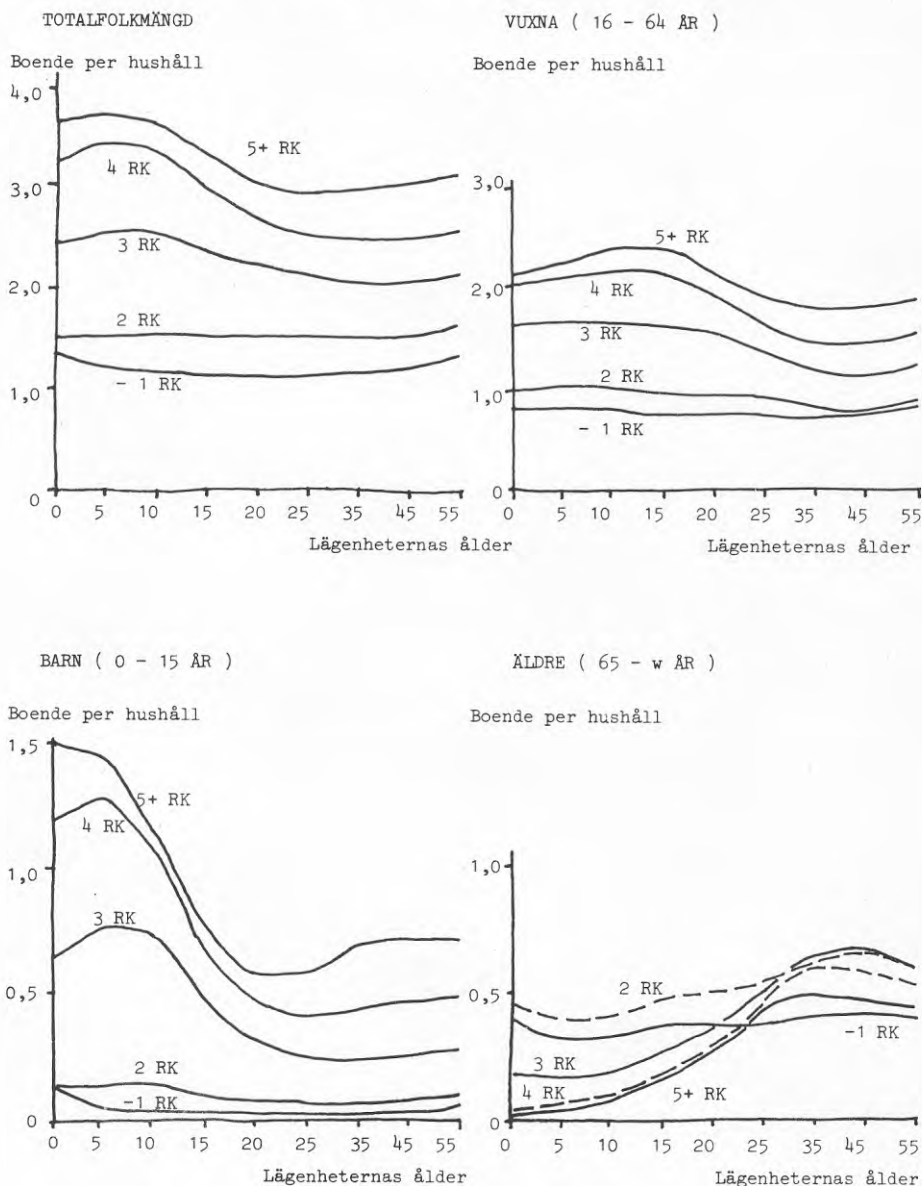 TOTALFOLKMÄNGD
Boende per hushåll
4,0
3,0
2,0
1,0
0
5+ RK
4 RK
3 RK
2 RK
- 1 RK
0 5 10 15 20 25 35 45 55
Lägenheternas ålder
VUXNA ( 16 - 64 ÅR )
Boende per hushåll
3,0
2,0
1,0
0
5+ RK
4 RK
3 RK
2 RK
- 1 RK
0 5 10 15 20 25 35 45 55
Lägenheternas ålder
BARN ( 0 - 15 ÅR )
Boende per hushåll
1,5
1,0
0,5
0
5+ RK
4 RK
3 RK
2 RK
-1 RK
0 5 10 15 20 25 35 45 55
Lägenheternas ålder
ÄLDRE ( 65 - w ÅR )
Boende per hushåll
1,0
0,5
0
2 RK
-1 RK
3 RK
4 RK
5+ RK
0 5 10 15 20 25 35 45 55
Lägenheternas ålder